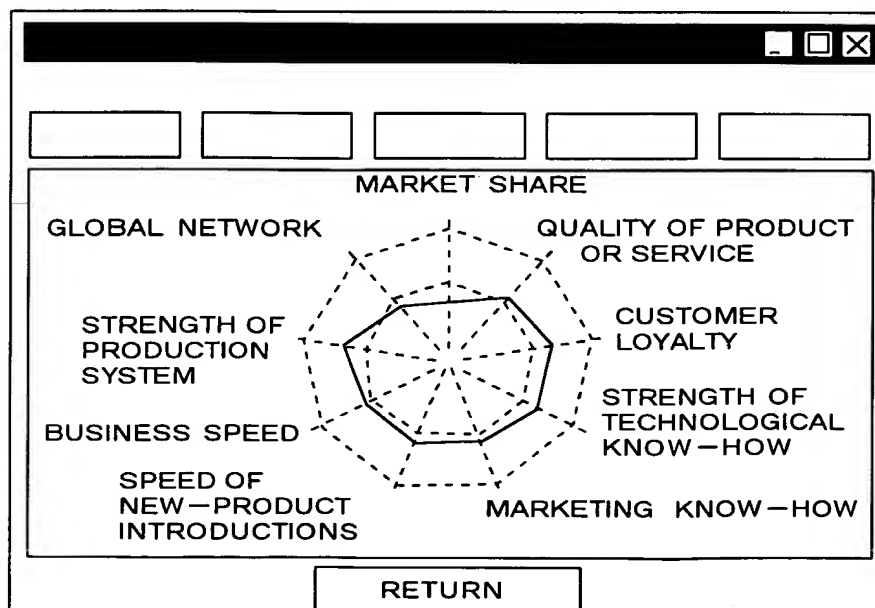 MARKET SHARE
GLOBAL NETWORK
QUALITY OF PRODUCT
OR SERVICE
STRENGTH OF
PRODUCTION
SYSTEM
CUSTOMER
LOYALTY
BUSINESS SPEED
STRENGTH OF
TECHNOLOGICAL
KNOW—HOW
SPEED OF
NEW—PRODUCT
INTRODUCTIONS
MARKETING KNOW—HOW
RETURN